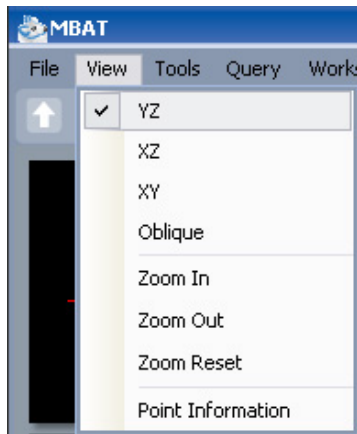 MBAT
File View Tools Query Works
YZ
XZ
XY
Oblique
Zoom In
Zoom Out
Zoom Reset
Point Information